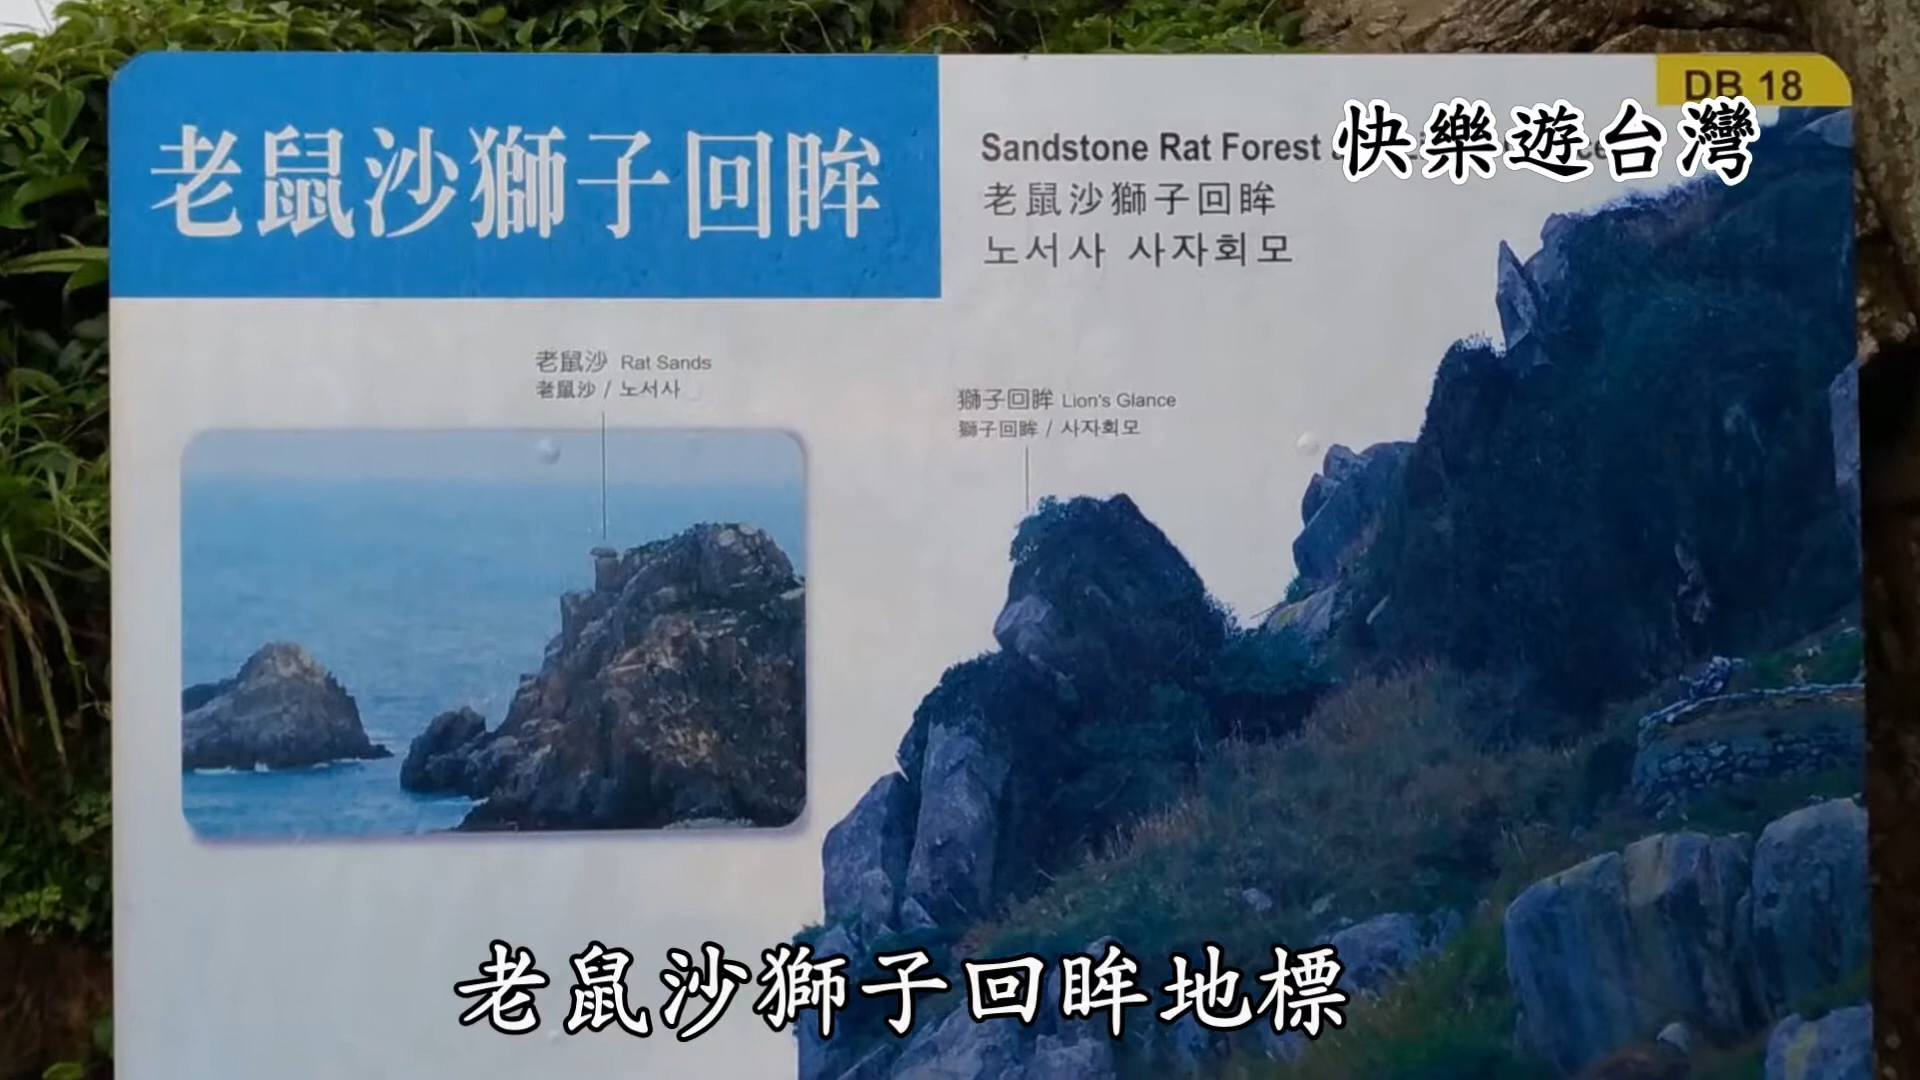 DB 18
快樂遊台灣
老鼠沙獅子回眸
Sandstone Rat Forest
老鼠沙獅子回眸
노서사 사자회모
老鼠沙 Rat Sands
老鼠沙 / 노서사
獅子回眸 Lion's Glance
獅子回眸 / 사자회모
老鼠沙獅子回眸地標